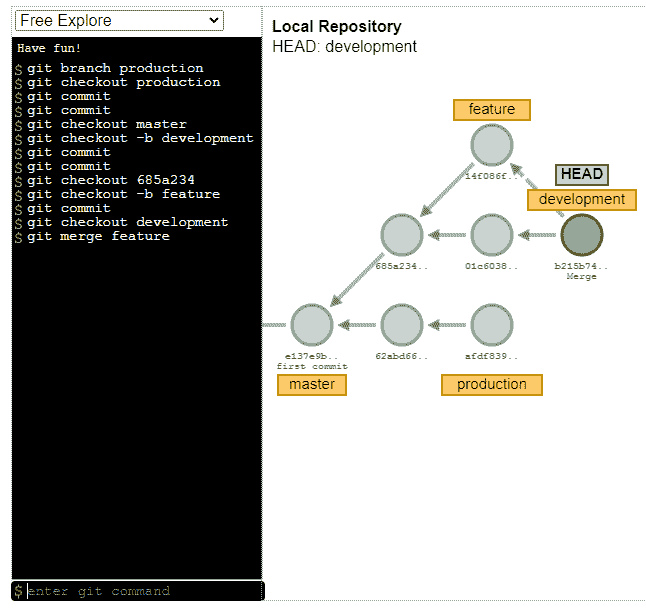 Free Explore
Have fun!
$ git branch production
$ git checkout production
$ git commit
$ git commit
$ git checkout master
$ git checkout -b development
$ git commit
$ git commit
$ git checkout 685a234
$ git checkout -b feature
$ git commit
$ git checkout development
$ git merge feature
$ enter git command
Local Repository
HEAD: development
feature
14f086f..
HEAD
development
685a234..
01c6038..
b215b74..
Merge
e137e9b..
first commit
62abd66..
afdf839..
master
production